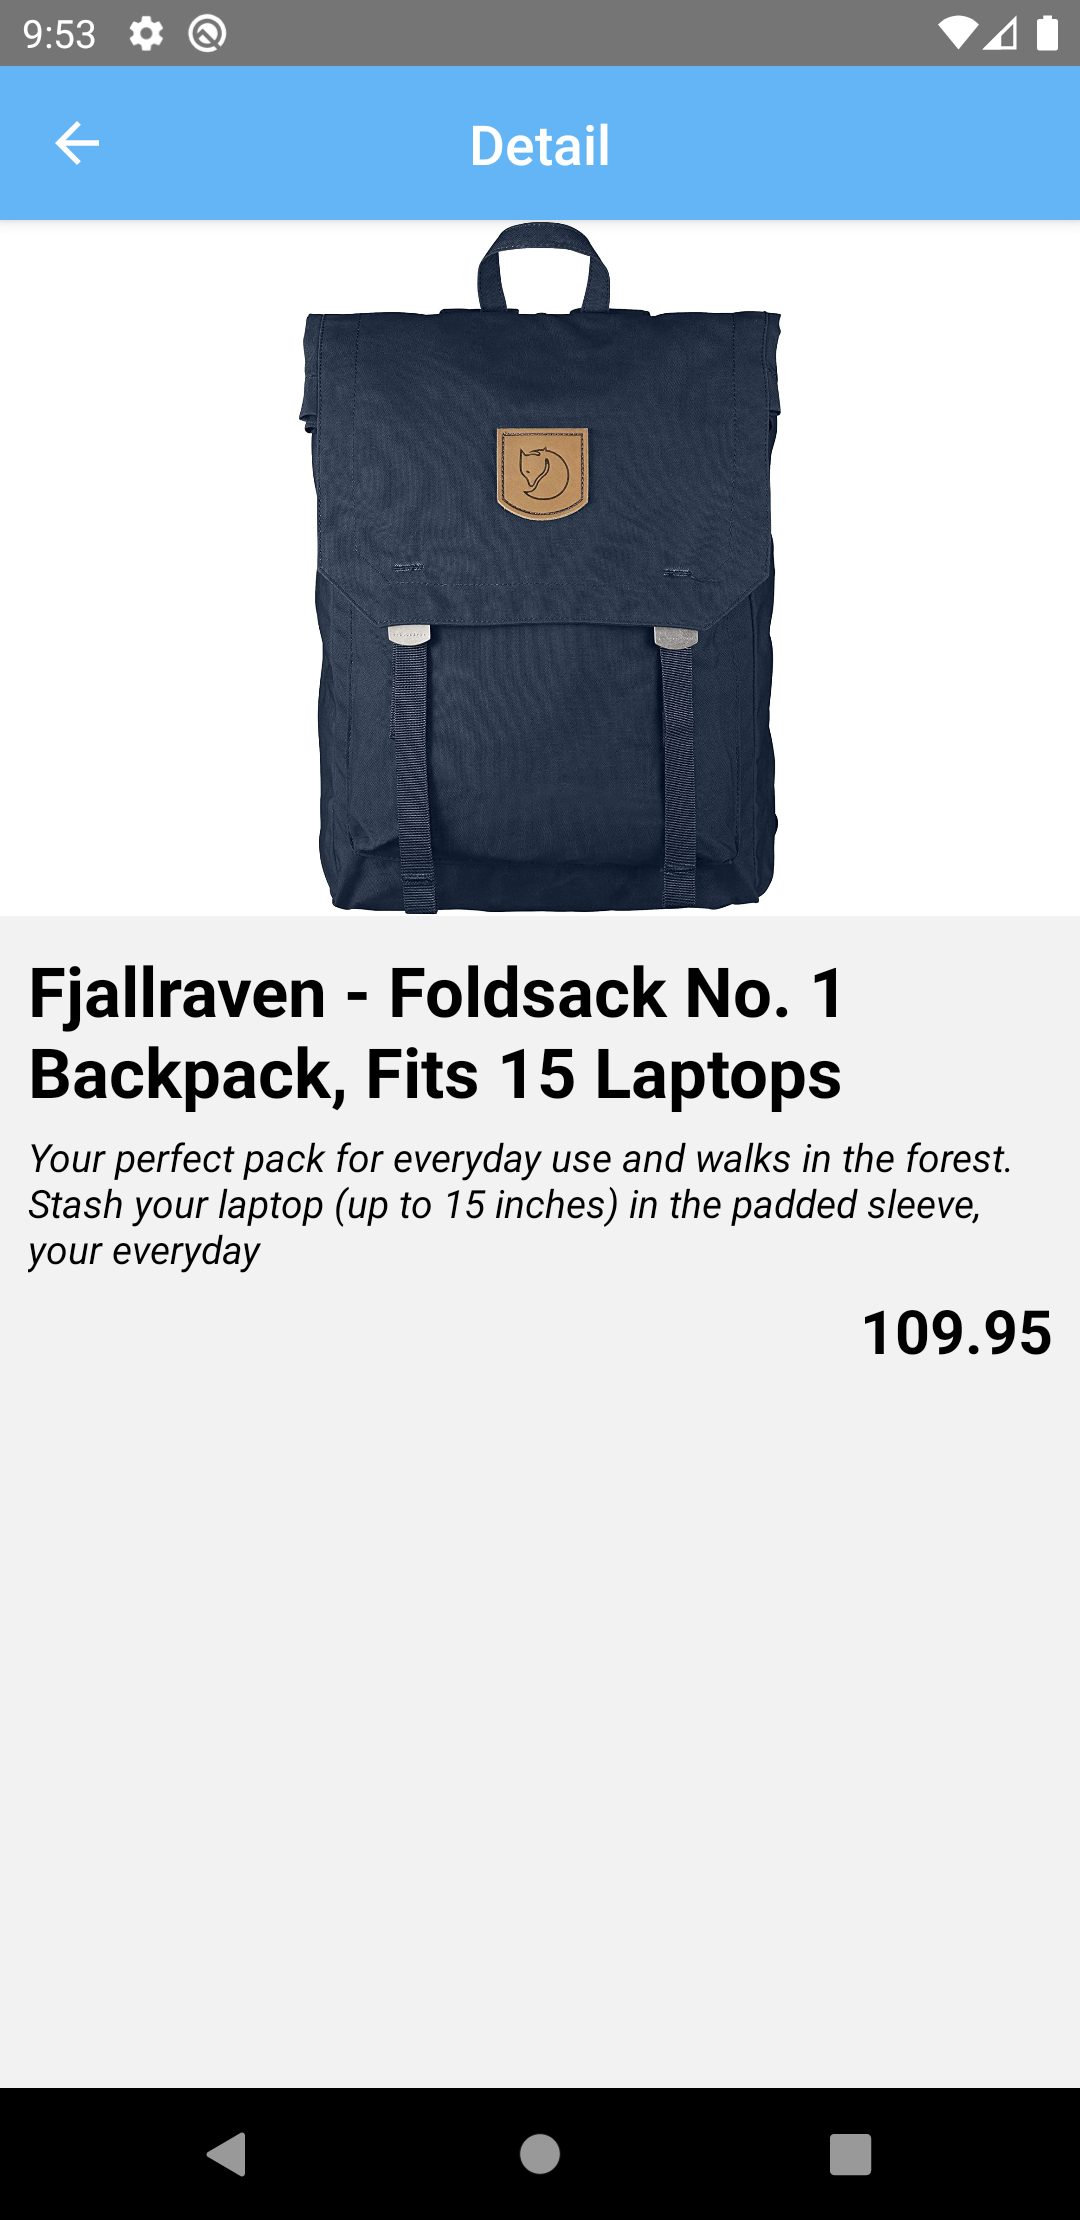 9:53
Detail
Fjallraven - Foldsack No. 1
Backpack, Fits 15 Laptops
Your perfect pack for everyday use and walks in the forest.
Stash your laptop (up to 15 inches) in the padded sleeve,
your everyday
109.95